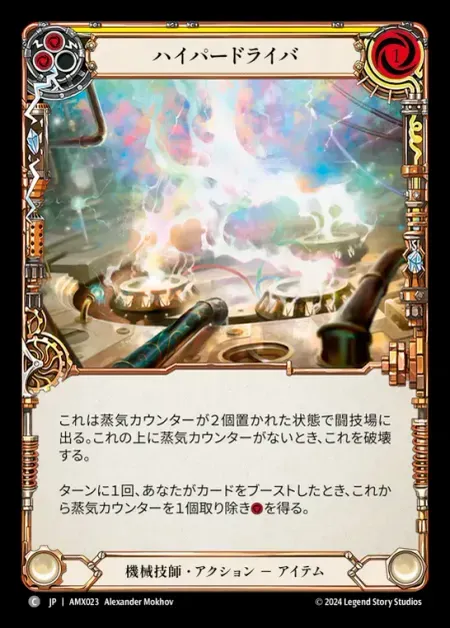 ハイパードライバ
1
これは蒸気カウンターが2個置かれた状態で闘技場に
出る。これの上に蒸気カウンターがないとき、これを破壊
する。
ターンに1回、あなたがカードをブーストしたとき、これか
ら蒸気カウンターを1個取り除きを得る。
機械技師・アクション － アイテム
C JP | AMX023 Alexander Mokhov
© 2024 Legend Story Studios